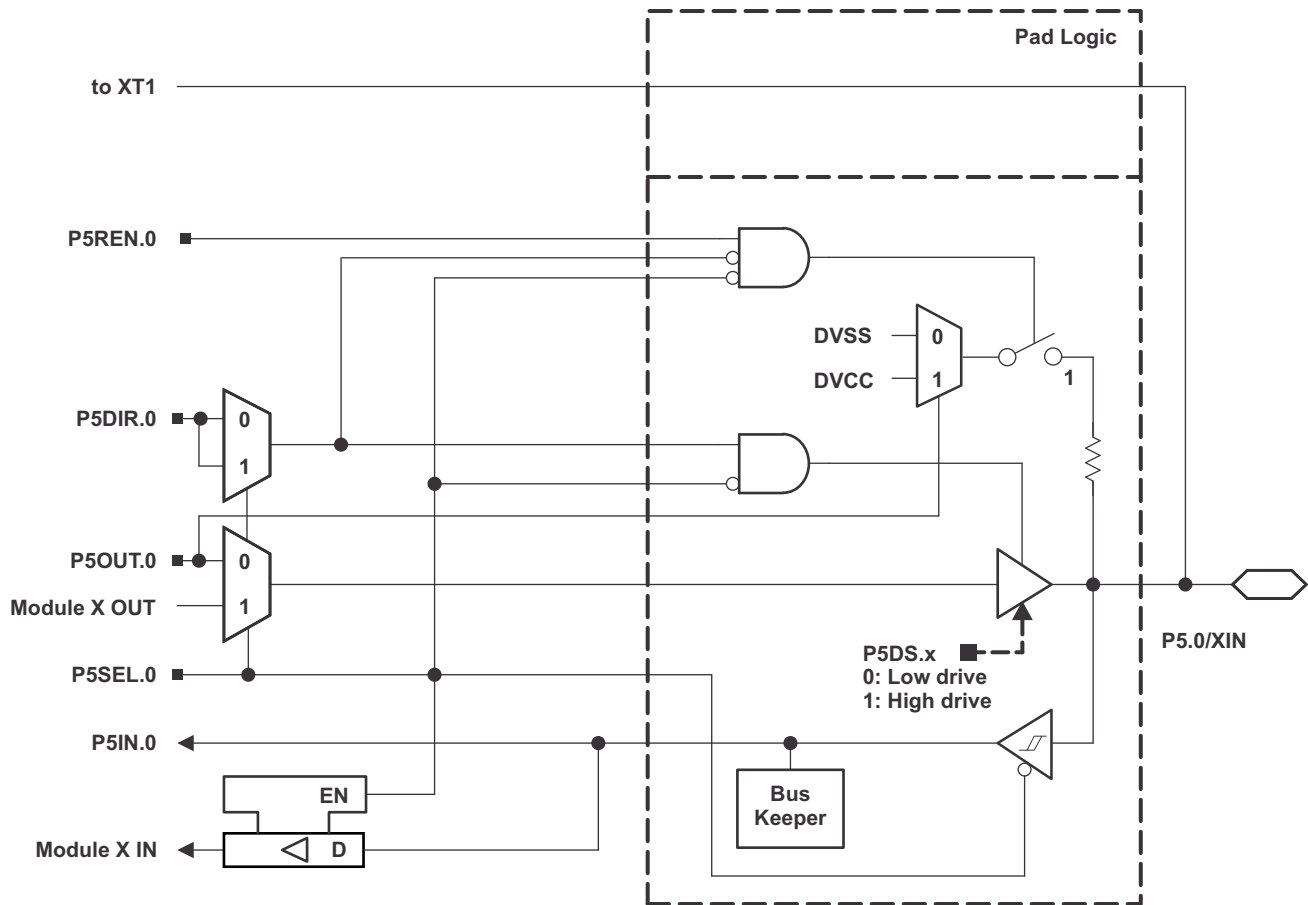 Pad Logic
to XT1
P5REN.0
DVSS
0
DVCC
1
1
P5DIR.0
0
1
P5OUT.0
0
Module X OUT
1
P5.0/XIN
P5DS.x
0: Low drive
1: High drive
P5SEL.0
P5IN.0
EN
Bus
Keeper
Module X IN
D